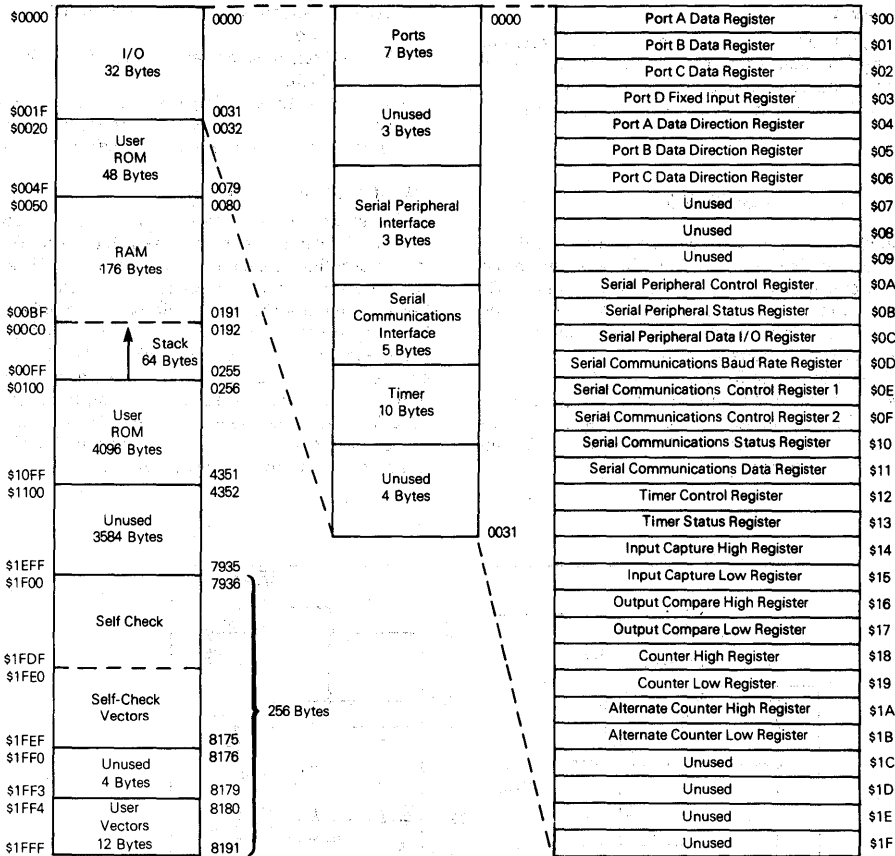 $0000
I/O
32 Bytes
0000
$001F
0031
$0020
0032
User
ROM
48 Bytes
$004F
0079
$0050
0080
RAM
176 Bytes
$00BF
0191
$00C0
0192
Stack
64 Bytes
$00FF
0255
$0100
0256
User
ROM
4096 Bytes
$10FF
4351
$1100
4352
Unused
3584 Bytes
$1EFF
7935
$1F00
7936
Self Check
$1FDF
$1FE0
Self-Check
Vectors
256 Bytes
$1FEF
8175
$1FF0
8176
Unused
4 Bytes
$1FF3
8179
$1FF4
8180
User
Vectors
12 Bytes
$1FFF
8191
0000
Ports
7 Bytes
Unused
3 Bytes
Serial Peripheral
Interface
3 Bytes
Serial
Communications
Interface
5 Bytes
Timer
10 Bytes
Unused
4 Bytes
0031
Port A Data Register $00
Port B Data Register $01
Port C Data Register $02
Port D Fixed Input Register $03
Port A Data Direction Register $04
Port B Data Direction Register $05
Port C Data Direction Register $06
Unused $07
Unused $08
Unused $09
Serial Peripheral Control Register $0A
Serial Peripheral Status Register $0B
Serial Peripheral Data I/O Register $0C
Serial Communications Baud Rate Register $0D
Serial Communications Control Register 1 $0E
Serial Communications Control Register 2 $0F
Serial Communications Status Register $10
Serial Communications Data Register $11
Timer Control Register $12
Timer Status Register $13
Input Capture High Register $14
Input Capture Low Register $15
Output Compare High Register $16
Output Compare Low Register $17
Counter High Register $18
Counter Low Register $19
Alternate Counter High Register $1A
Alternate Counter Low Register $1B
Unused $1C
Unused $1D
Unused $1E
Unused $1F